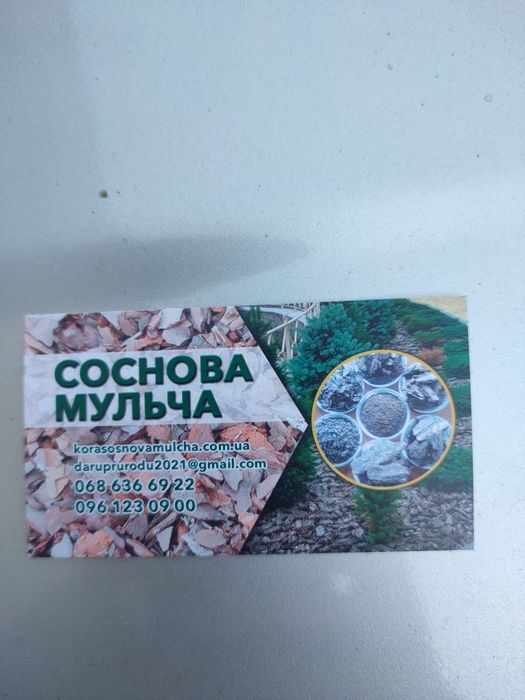 СОСНОВА
МУЛЬЧА
korasosnovamulcha.com.ua
daruprurodu2021@gmail.com
068 636 69 22
096 123 09 00